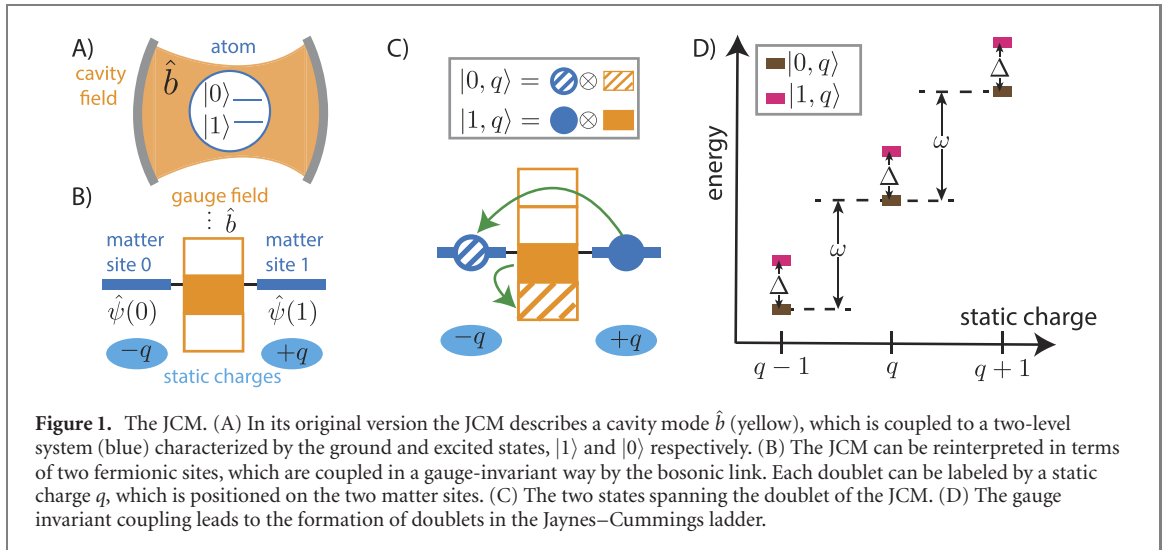 A)
atom
cavity
field
b̂
|0⟩
|1⟩
B)
gauge field
⋮ b̂
matter
site 0
matter
site 1
ψ̂(0)
ψ̂(1)
−q
+q
static charges
C)
|0, q⟩ = ⊗
|1, q⟩ = ⊗
−q
+q
D)
|0, q⟩
|1, q⟩
energy
Δ
ω
Δ
ω
Δ
static charge
q − 1
q
q + 1
Figure 1. The JCM. (A) In its original version the JCM describes a cavity mode b̂ (yellow), which is coupled to a two-level
system (blue) characterized by the ground and excited states, |1⟩ and |0⟩ respectively. (B) The JCM can be reinterpreted in terms
of two fermionic sites, which are coupled in a gauge-invariant way by the bosonic link. Each doublet can be labeled by a static
charge q, which is positioned on the two matter sites. (C) The two states spanning the doublet of the JCM. (D) The gauge
invariant coupling leads to the formation of doublets in the Jaynes–Cummings ladder.